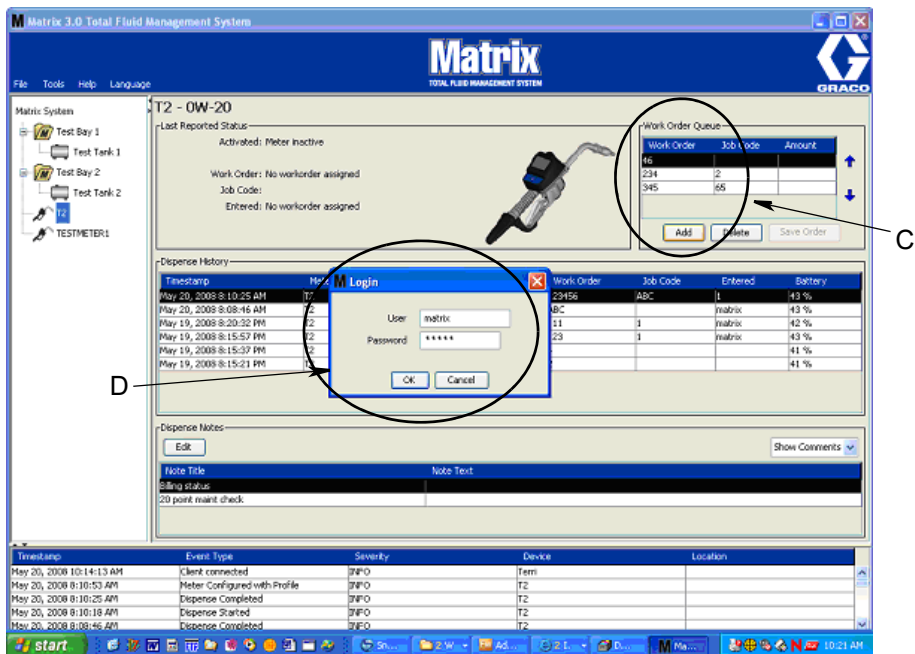 Matrix 3.0 Total Fluid Management System
Matrix
TOTAL FLUID MANAGEMENT SYSTEM
GRACO
File Tools Help Language
Matrix System
Test Bay 1
Test Tank 1
Test Bay 2
Test Tank 2
T2
TESTMETER1
T2 - 0W-20
Last Reported Status
Activated: Meter inactive
Work Order: No workorder assigned
Job Code:
Entered: No workorder assigned
Work Order Queue
Work Order Job Code Amount
46
234 2
345 65
Add Delete Save Order
C
Dispense History
Timestamp Work Order Job Code Entered Battery
May 20, 2008 8:10:25 AM T2 23456 ABC 1 43 %
May 20, 2008 8:08:46 AM T2 ABC matrix 43 %
May 19, 2008 8:20:32 PM T2 11 1 matrix 42 %
May 19, 2008 8:15:57 PM T2 23 1 matrix 43 %
May 19, 2008 8:15:37 PM T2 41 %
May 19, 2008 8:15:21 PM 41 %
M Login
User matrix
Password *****
OK Cancel
D
Dispense Notes
Edit
Show Comments
Note Title Note Text
Billing status
20 point maint check
Timestamp Event Type Severity Device Location
May 20, 2008 10:14:13 AM Client connected INFO Terri
May 20, 2008 8:10:53 AM Meter Configured with Profile INFO T2
May 20, 2008 8:10:25 AM Dispense Completed INFO T2
May 20, 2008 8:10:18 AM Dispense Started INFO T2
May 20, 2008 8:08:46 AM Dispense Completed INFO T2
start Sn... 2 W... Ad... 2 I... D... Ma... 10:21 AM